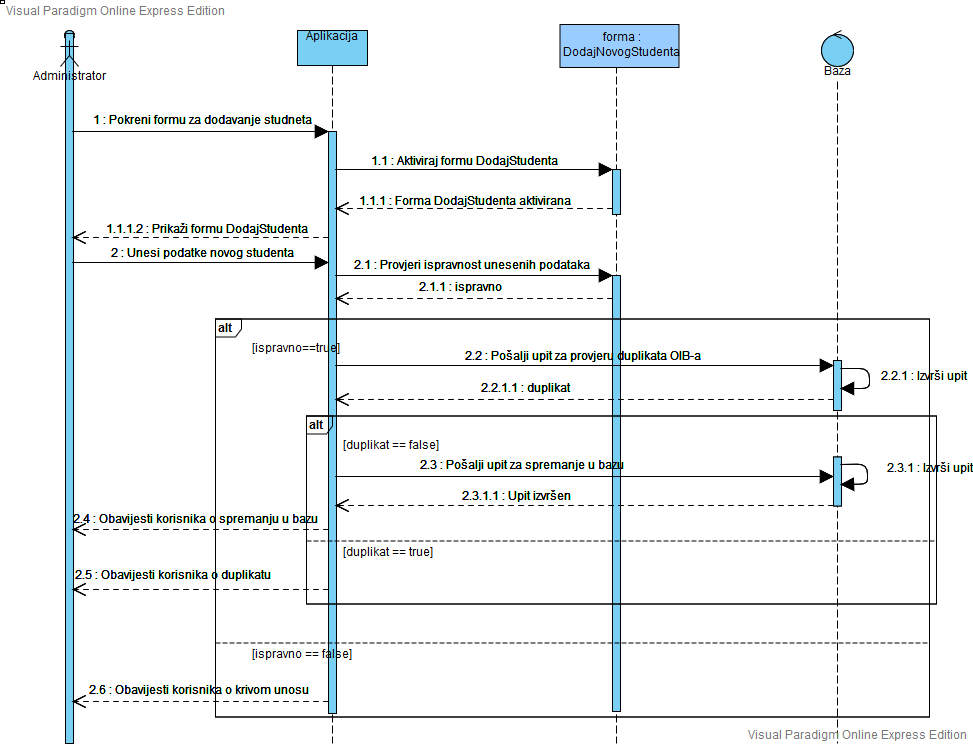 Visual Paradigm Online Express Edition
Administrator
Aplikacija
forma :
DodajNovogStudenta
Baza
1 : Pokreni formu za dodavanje studneta
1.1 : Aktiviraj formu DodajStudenta
1.1.1 : Forma DodajStudenta aktivirana
1.1.1.2 : Prikaži formu DodajStudenta
2 : Unesi podatke novog studenta
2.1 : Provjeri ispravnost unesenih podataka
2.1.1 : ispravno
alt
[ispravno==true]
2.2 : Pošalji upit za provjeru duplikata OIB-a
2.2.1 : Izvrši upit
2.2.1.1 : duplikat
alt
[duplikat == false]
2.3 : Pošalji upit za spremanje u bazu
2.3.1 : Izvrši upit
2.3.1.1 : Upit izvršen
2.4 : Obavijesti korisnika o spremanju u bazu
[duplikat == true]
2.5 : Obavijesti korisnika o duplikatu
[ispravno == false]
2.6 : Obavijesti korisnika o krivom unosu
Visual Paradigm Online Express Edition